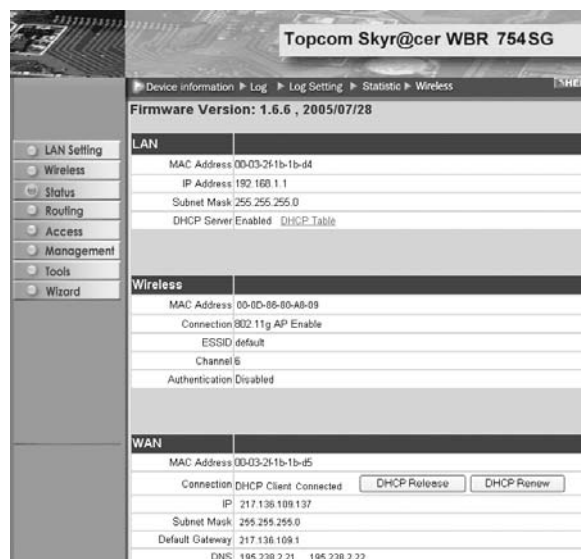 Topcom Skyr@cer WBR 754SG
Device information Log Log Setting Statistic Wireless
Firmware Version: 1.6.6 , 2005/07/28
LAN Setting
Wireless
Status
Routing
Access
Management
Tools
Wizard
LAN
MAC Address 00-03-2f-1b-1b-d4
IP Address 192.168.1.1
Subnet Mask 255.255.255.0
DHCP Server Enabled DHCP Table
Wireless
MAC Address 00-0D-86-80-A8-09
Connection 802.11g AP Enable
ESSID default
Channel 6
Authentication Disabled
WAN
MAC Address 00-03-2f-1b-1b-d5
Connection DHCP Client Connected DHCP Release DHCP Renew
IP 217.136.109.137
Subnet Mask 255.255.255.0
Default Gateway 217.136.109.1
DNS 195.238.2.21 195.238.2.22